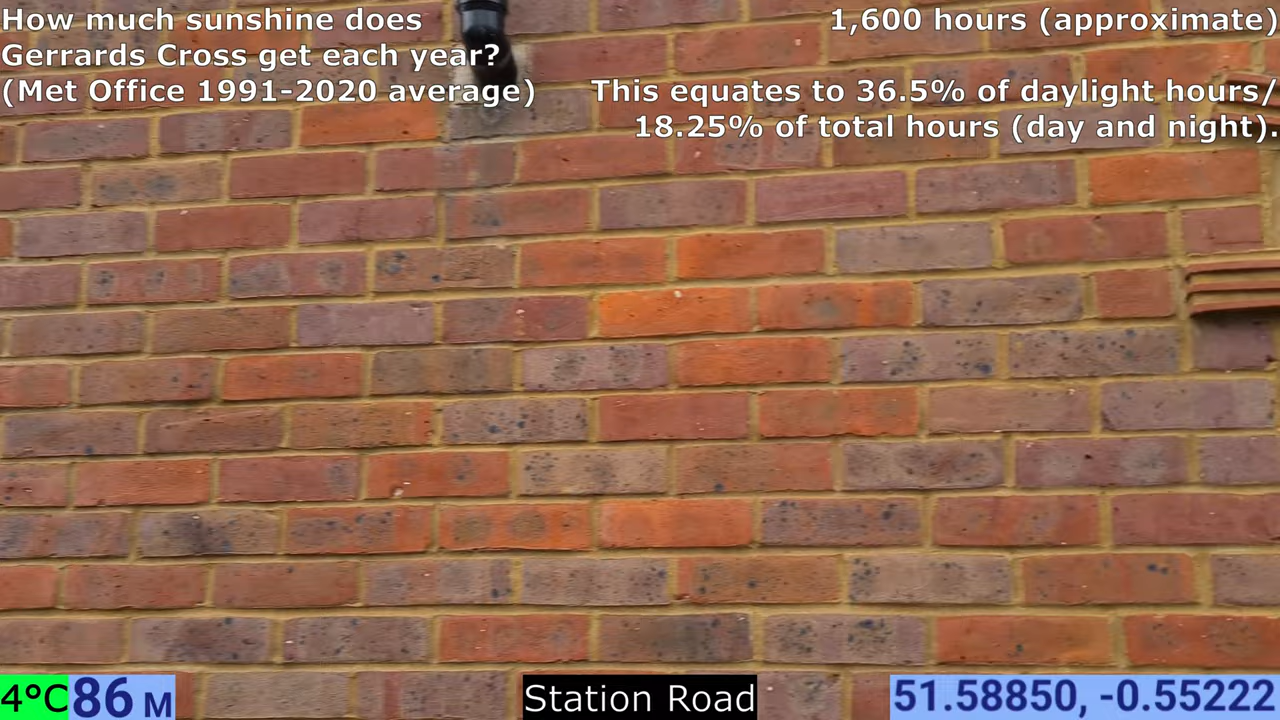 How much sunshine does
Gerrards Cross get each year?
(Met Office 1991-2020 average)
1,600 hours (approximate)
This equates to 36.5% of daylight hours/
18.25% of total hours (day and night).
4°C 86 M
Station Road
51.58850, -0.55222